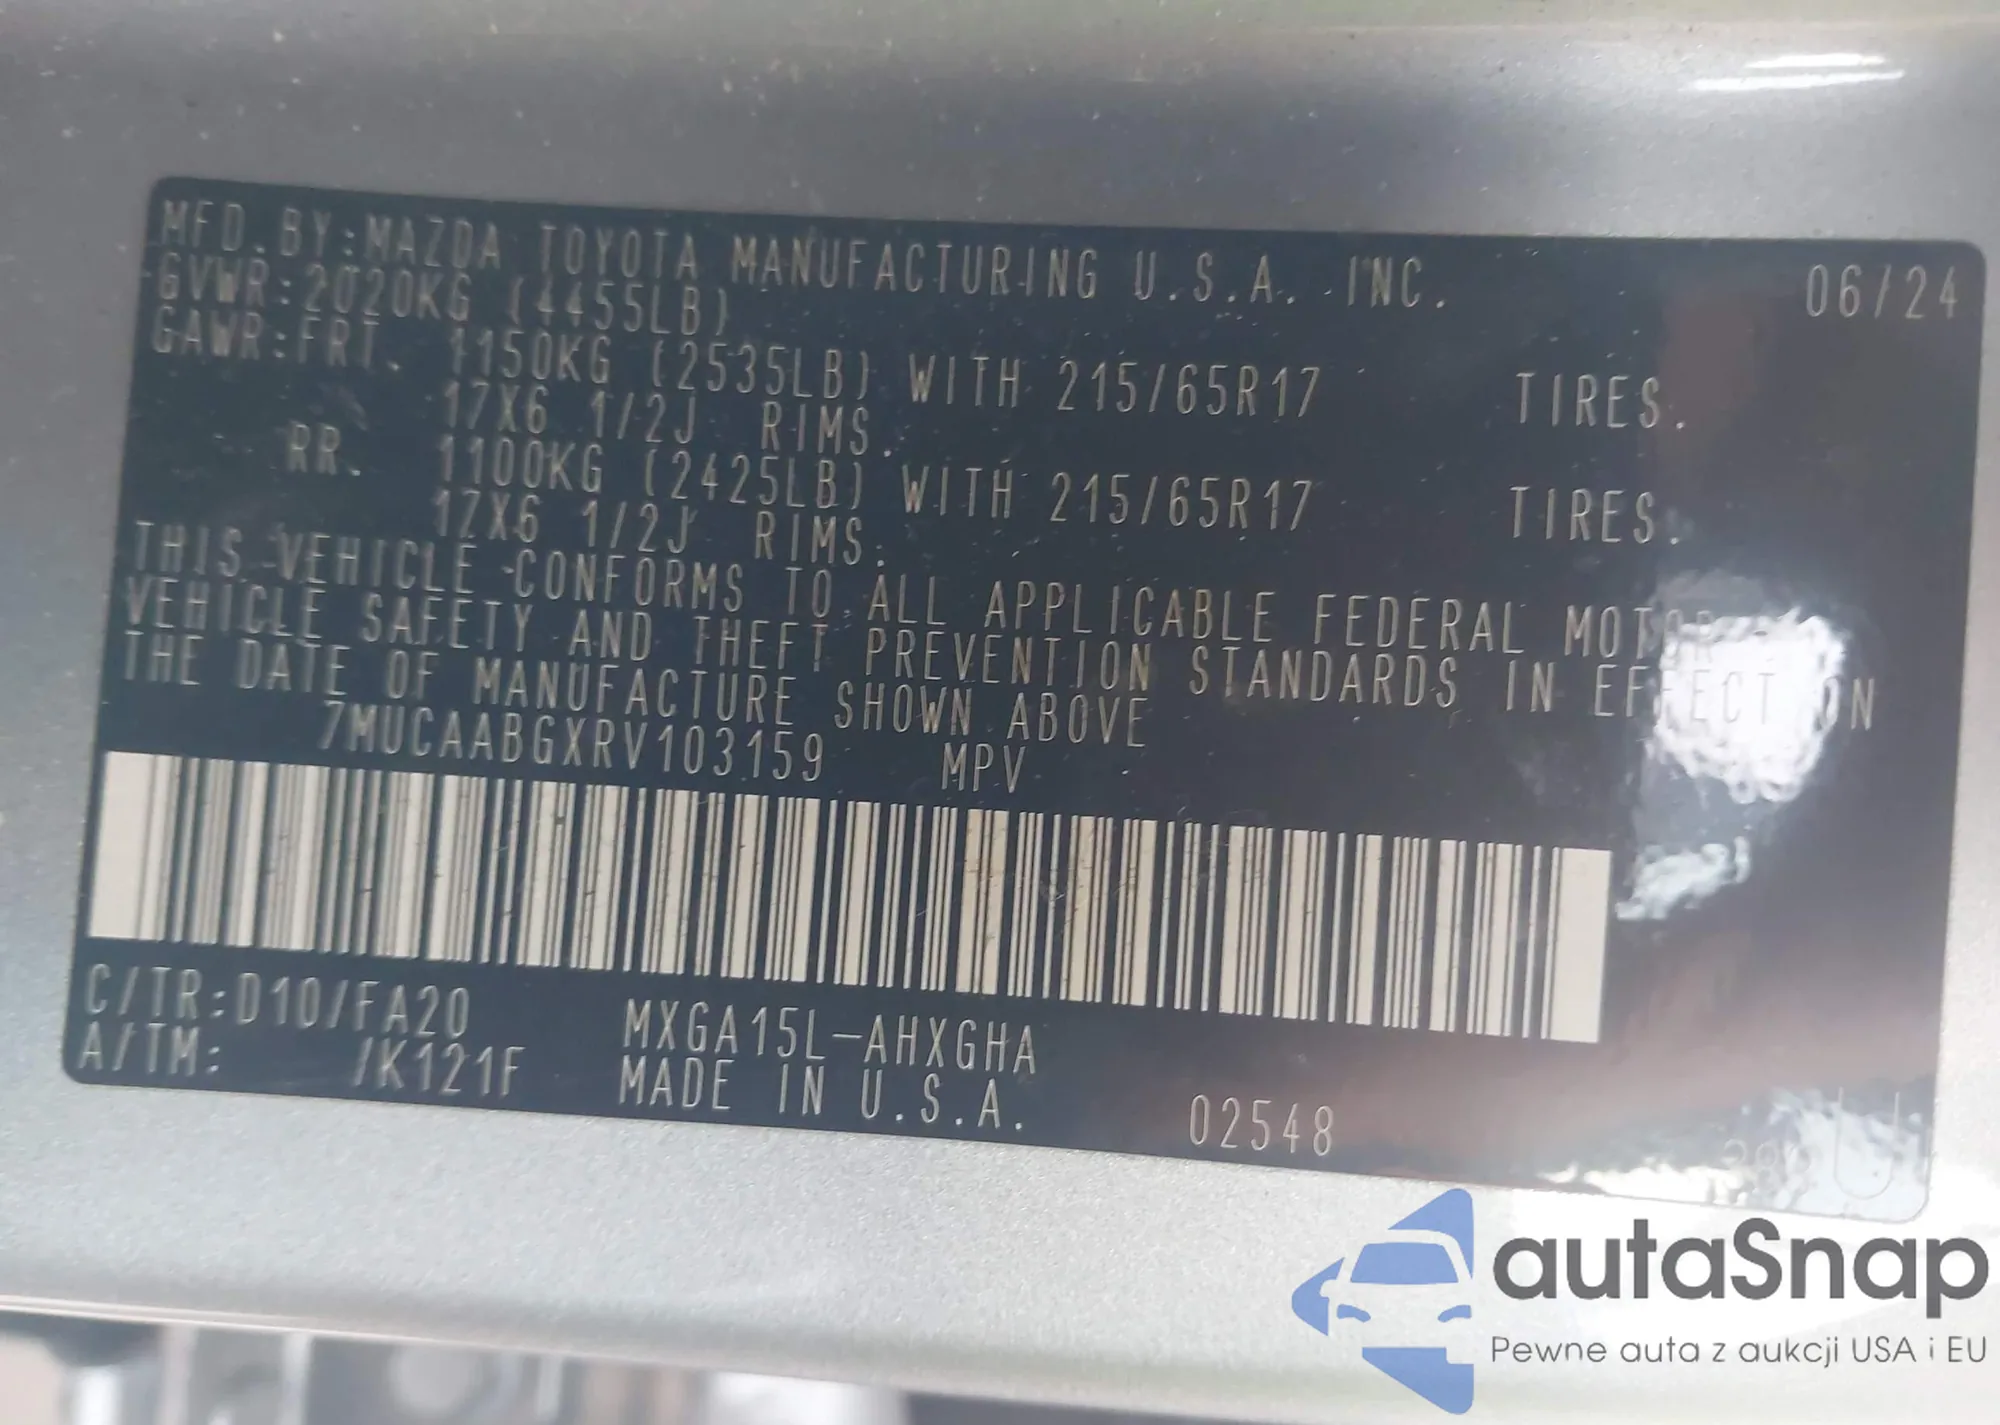 MFD. BY:MAZDA TOYOTA MANUFACTURING U.S.A. INC. 06/24
GVWR:2020KG (4455LB)
GAWR:FRT. 1150KG (2535LB) WITH 215/65R17 TIRES.
17X6 1/2J RIMS.
RR. 1100KG (2425LB) WITH 215/65R17 TIRES.
17X6 1/2J RIMS.
THIS VEHICLE CONFORMS TO ALL APPLICABLE FEDERAL MOTOR
VEHICLE SAFETY AND THEFT PREVENTION STANDARDS IN EFFECT ON
THE DATE OF MANUFACTURE SHOWN ABOVE
7MUCAABGXRV103159 MPV
C/TR:D10/FA20 MXGA15L-AHXGHA
A/TM: /K121F MADE IN U.S.A. 02548
autaSnap
Pewne auta z aukcji USA i EU